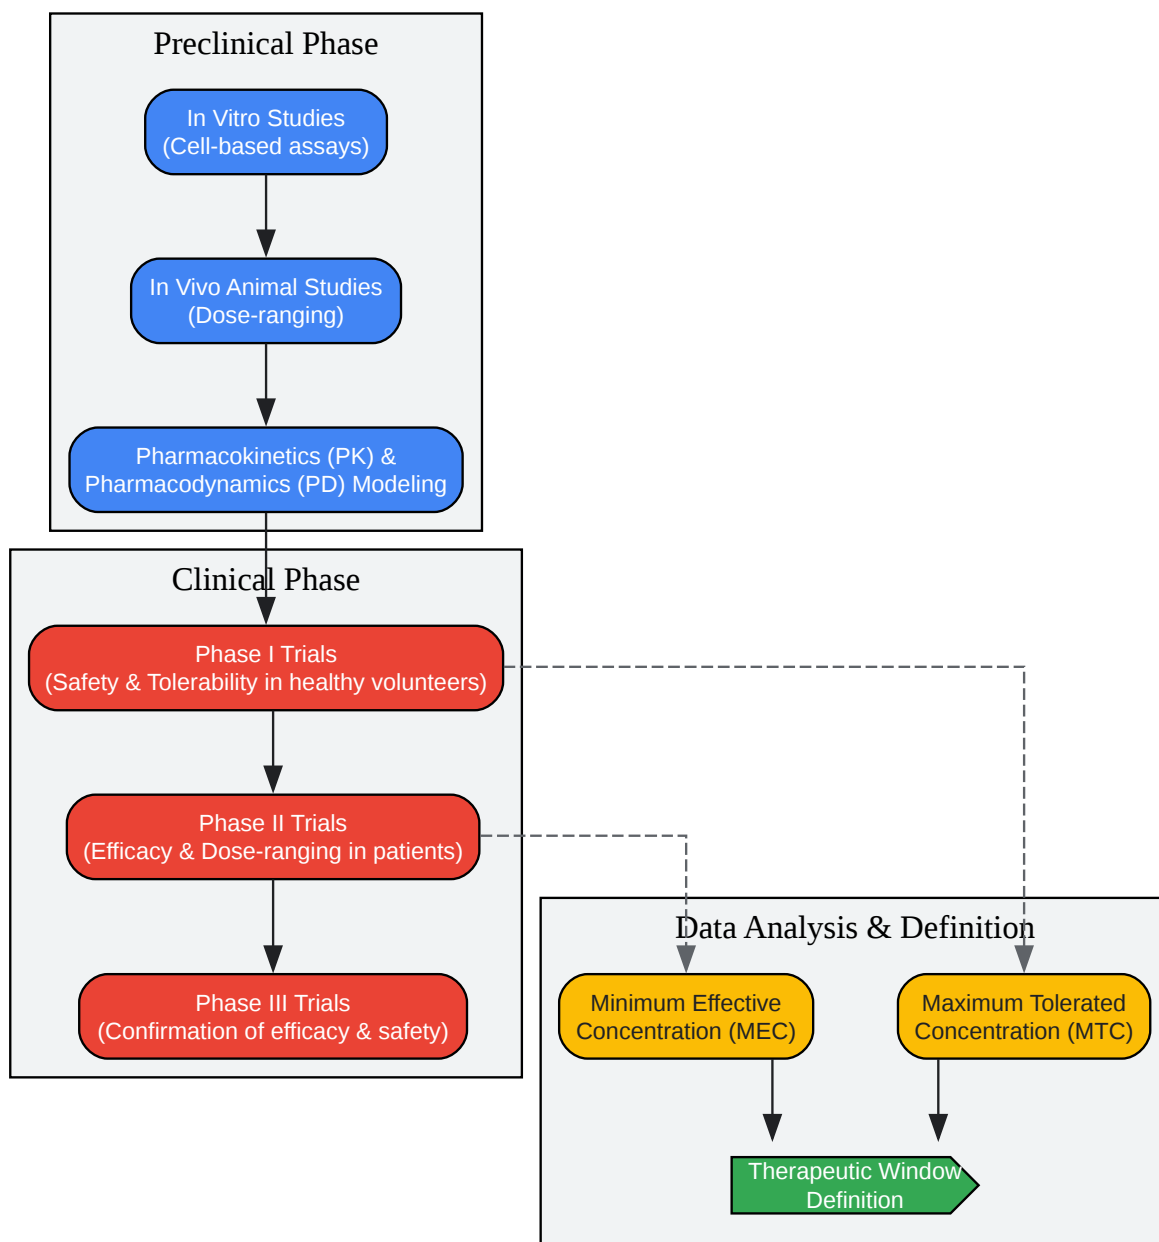 Preclinical Phase
In Vitro Studies
(Cell-based assays)
In Vivo Animal Studies
(Dose-ranging)
Pharmacokinetics (PK) &
Pharmacodynamics (PD) Modeling
Clinical Phase
Phase I Trials
(Safety & Tolerability in healthy volunteers)
Phase II Trials
(Efficacy & Dose-ranging in patients)
Phase III Trials
(Confirmation of efficacy & safety)
Data Analysis & Definition
Minimum Effective
Concentration (MEC)
Maximum Tolerated
Concentration (MTC)
Therapeutic Window
Definition